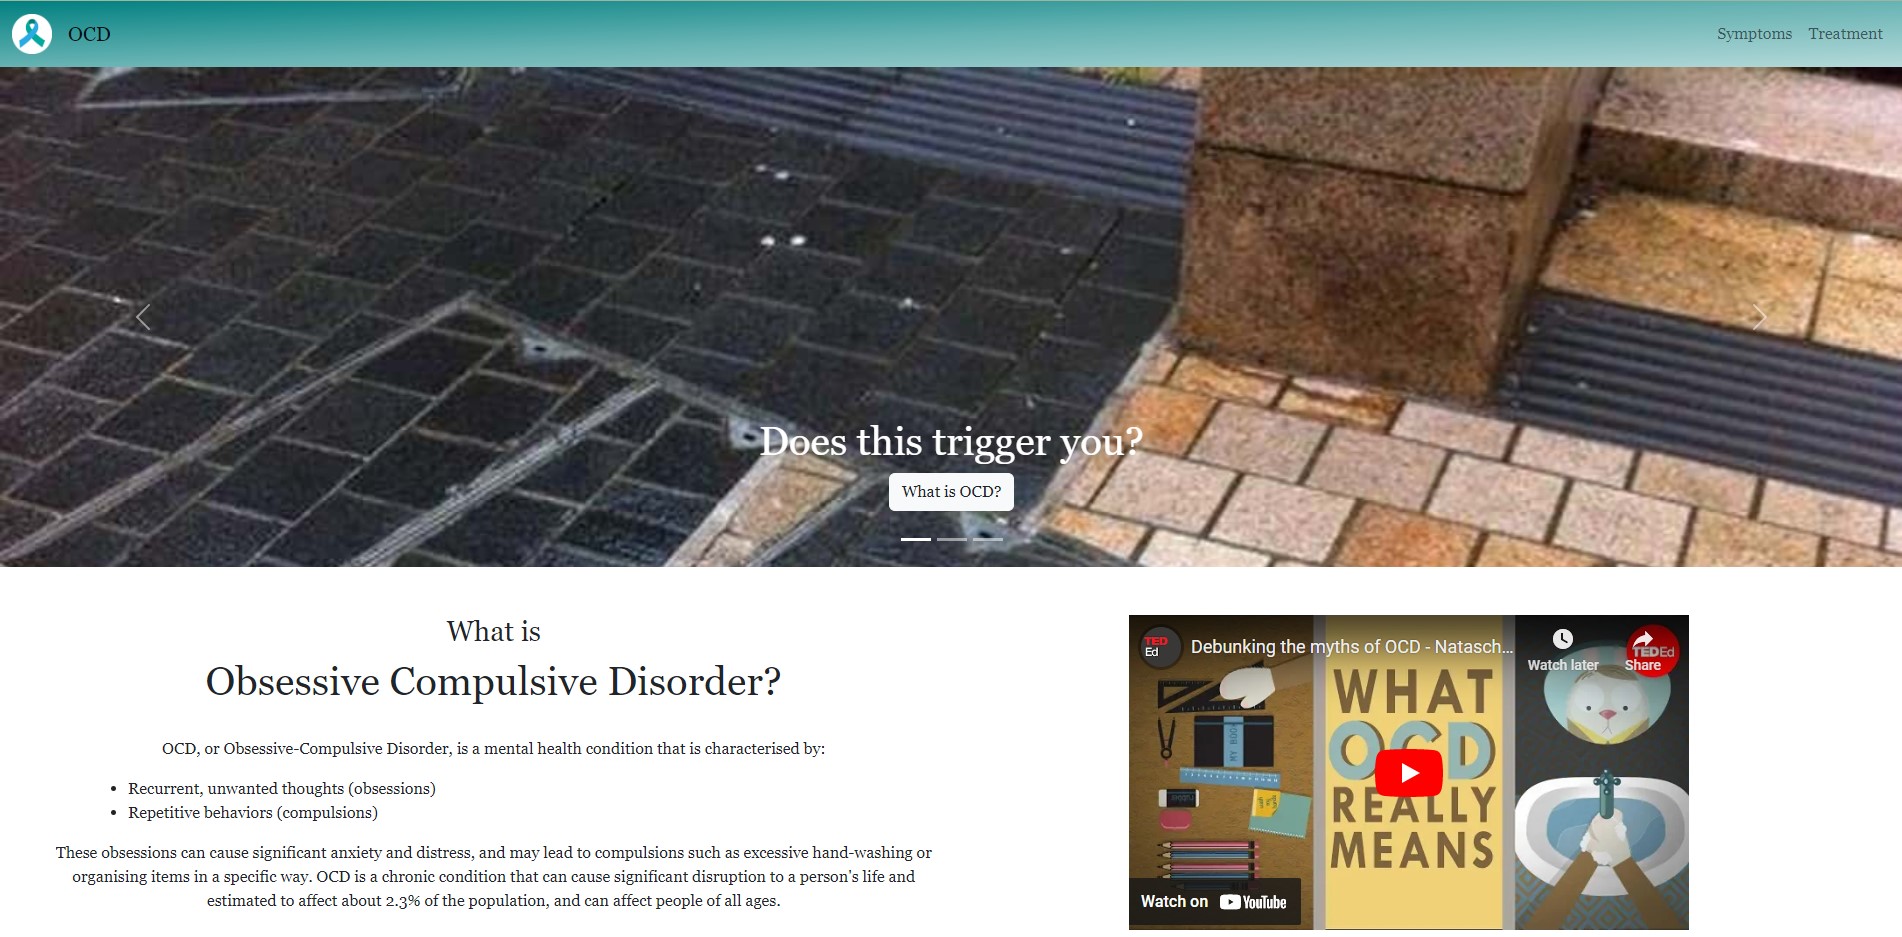 OCD
Symptoms Treatment
Does this trigger you?
What is OCD?
What is
Obsessive Compulsive Disorder?
OCD, or Obsessive-Compulsive Disorder, is a mental health condition that is characterised by:
• Recurrent, unwanted thoughts (obsessions)
• Repetitive behaviors (compulsions)
These obsessions can cause significant anxiety and distress, and may lead to compulsions such as excessive hand-washing or
organising items in a specific way. OCD is a chronic condition that can cause significant disruption to a person's life and
estimated to affect about 2.3% of the population, and can affect people of all ages.
TED
Ed
Debunking the myths of OCD - Natasch...
Watch later
Share
TEDEd
WHAT
OCD
REALLY
MEANS
MY BOOK
Watch on YouTube